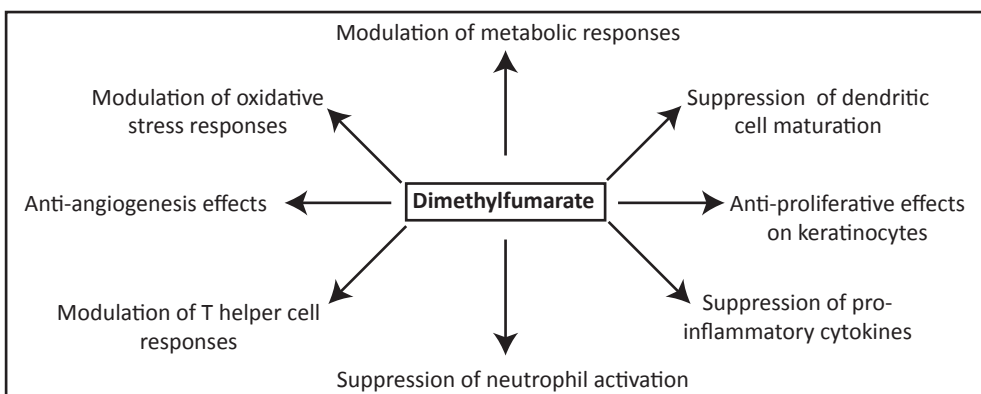 Modulation of metabolic responses
Modulation of oxidative
stress responses
Suppression of dendritic
cell maturation
Anti-angiogenesis effects
Dimethylfumarate
Anti-proliferative effects
on keratinocytes
Modulation of T helper cell
responses
Suppression of pro-
inflammatory cytokines
Suppression of neutrophil activation